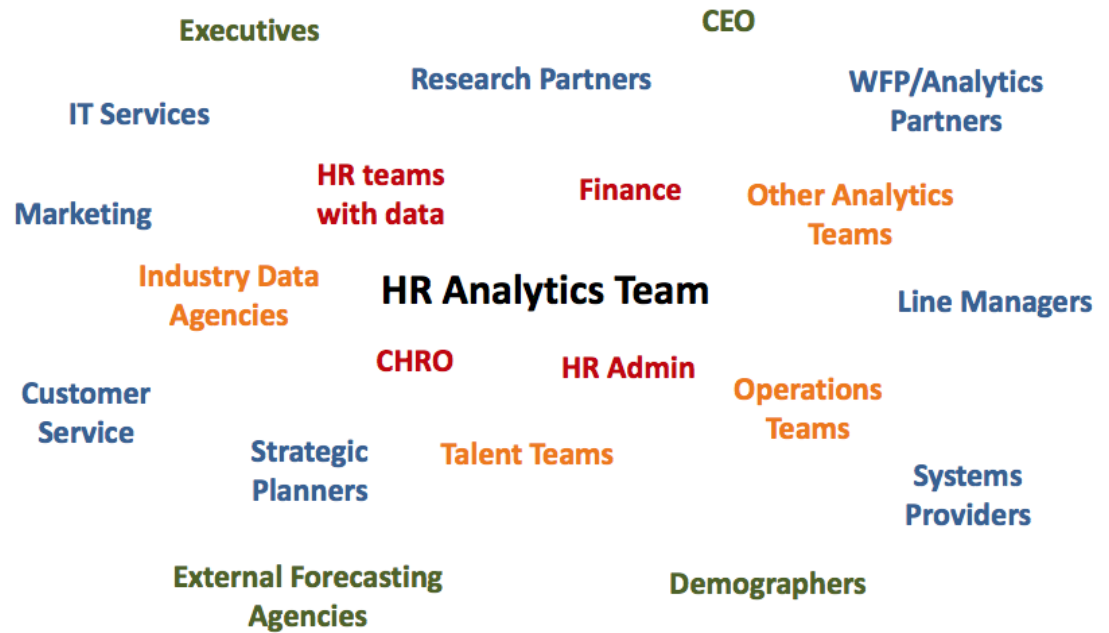 Executives
CEO
Research Partners
WFP/Analytics
Partners
IT Services
HR teams
with data
Finance
Other Analytics
Teams
Marketing
Industry Data
Agencies
HR Analytics Team
Line Managers
CHRO
HR Admin
Customer
Service
Operations
Teams
Strategic
Planners
Talent Teams
Systems
Providers
External Forecasting
Agencies
Demographers